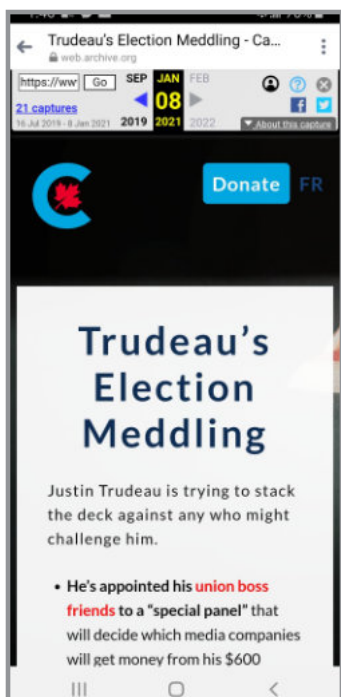 Trudeau's Election Meddling - Ca...
web.archive.org
https://ww Go SEP JAN FEB
21 captures 08
16 Jul 2019 - 8 Jan 2021 2019 2021 2022 About this capture
Donate FR
Trudeau's
Election
Meddling
Justin Trudeau is trying to stack
the deck against any who might
challenge him.
• He's appointed his union boss
friends to a "special panel" that
will decide which media companies
will get money from his $600